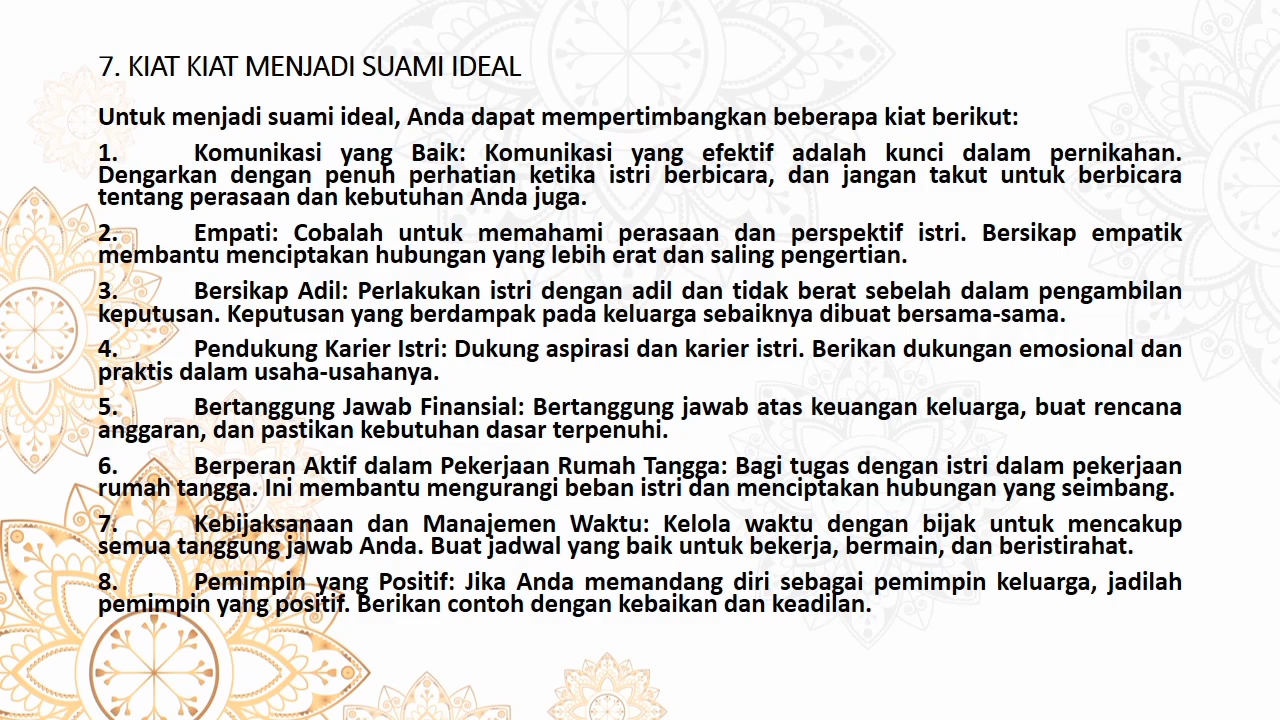 7. KIAT KIAT MENJADI SUAMI IDEAL
Untuk menjadi suami ideal, Anda dapat mempertimbangkan beberapa kiat berikut:
1. Komunikasi yang Baik: Komunikasi yang efektif adalah kunci dalam pernikahan.
Dengarkan dengan penuh perhatian ketika istri berbicara, dan jangan takut untuk berbicara
tentang perasaan dan kebutuhan Anda juga.
2. Empati: Cobalah untuk memahami perasaan dan perspektif istri. Bersikap empatik
membantu menciptakan hubungan yang lebih erat dan saling pengertian.
3. Bersikap Adil: Perlakukan istri dengan adil dan tidak berat sebelah dalam pengambilan
keputusan. Keputusan yang berdampak pada keluarga sebaiknya dibuat bersama-sama.
4. Pendukung Karier Istri: Dukung aspirasi dan karier istri. Berikan dukungan emosional dan
praktis dalam usaha-usahanya.
5. Bertanggung Jawab Finansial: Bertanggung jawab atas keuangan keluarga, buat rencana
anggaran, dan pastikan kebutuhan dasar terpenuhi.
6. Berperan Aktif dalam Pekerjaan Rumah Tangga: Bagi tugas dengan istri dalam pekerjaan
rumah tangga. Ini membantu mengurangi beban istri dan menciptakan hubungan yang seimbang.
7. Kebijaksanaan dan Manajemen Waktu: Kelola waktu dengan bijak untuk mencakup
semua tanggung jawab Anda. Buat jadwal yang baik untuk bekerja, bermain, dan beristirahat.
8. Pemimpin yang Positif: Jika Anda memandang diri sebagai pemimpin keluarga, jadilah
pemimpin yang positif. Berikan contoh dengan kebaikan dan keadilan.